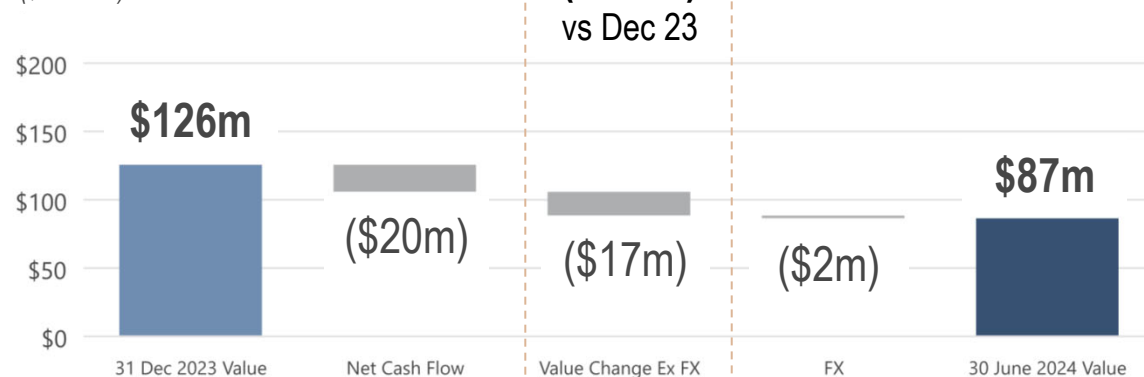 vs Dec 23
$200
$150
$100
$50
$0
$126m
($20m)
($17m)
($2m)
$87m
31 Dec 2023 Value
Net Cash Flow
Value Change Ex FX
FX
30 June 2024 Value